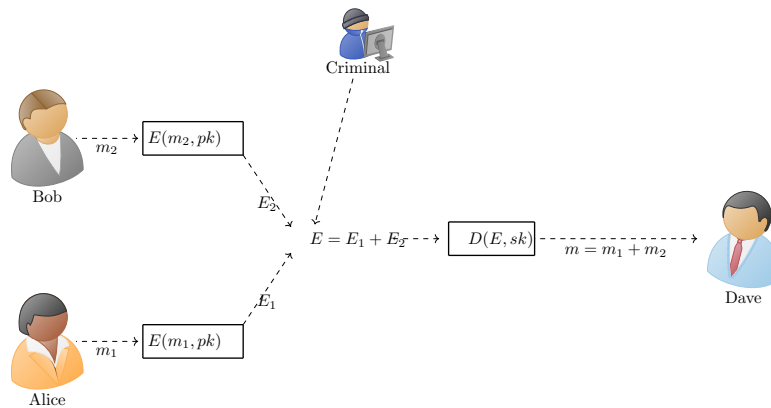 Criminal
E(m₂, pk)
m₂
Bob
E₂
E = E₁ + E₂
D(E, sk)
m = m₁ + m₂
Dave
E₁
E(m₁, pk)
m₁
Alice